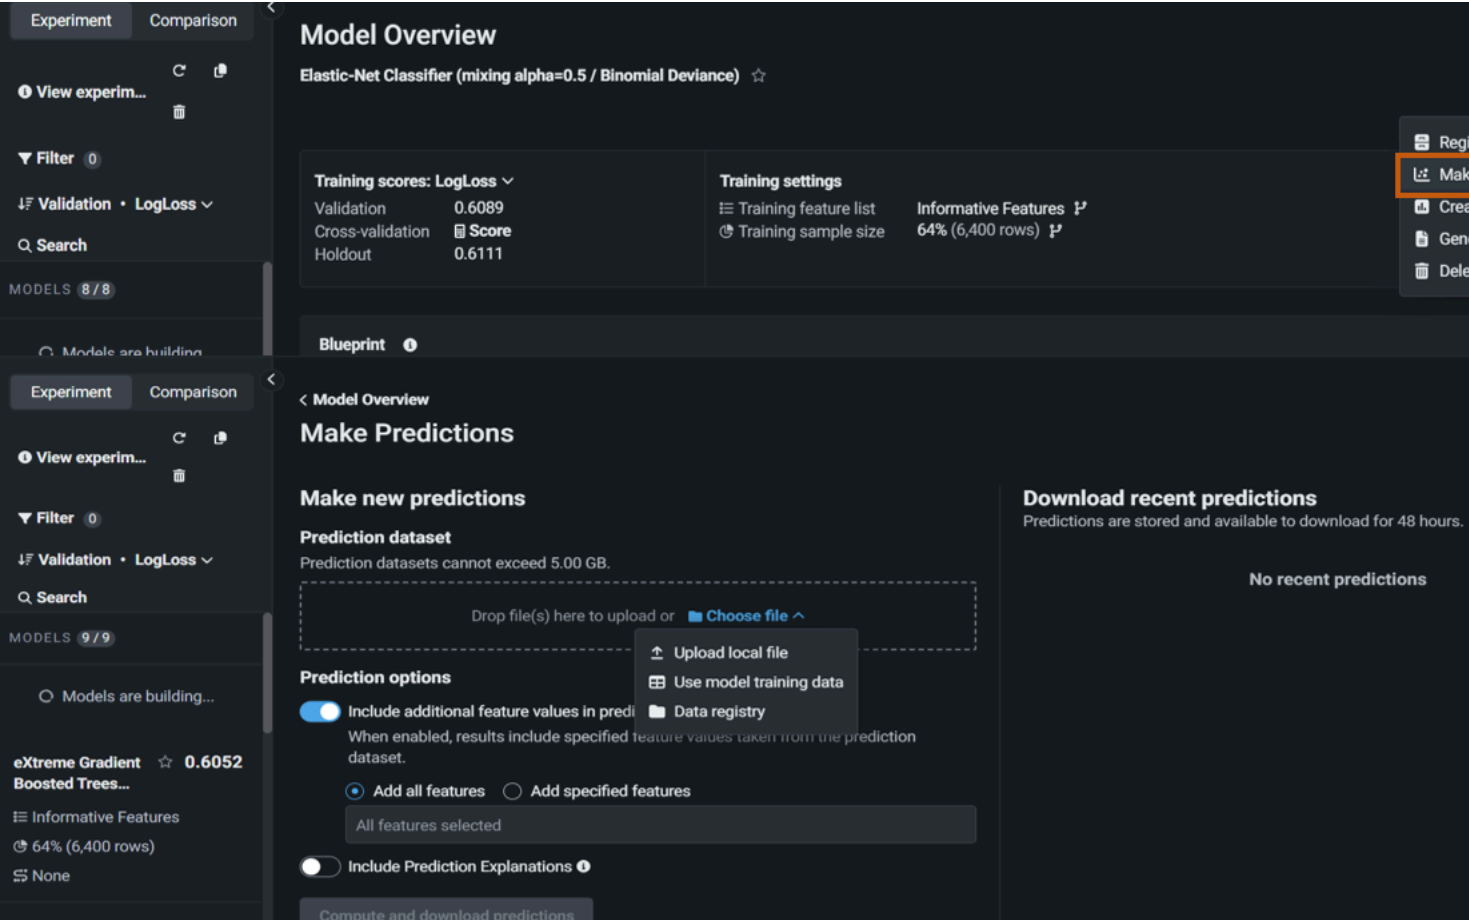 Experiment Comparison
View experim...
Filter 0
Validation • LogLoss
Search
MODELS 8/8
Models are building
Model Overview
Elastic-Net Classifier (mixing alpha=0.5 / Binomial Deviance)
Training scores: LogLoss
Validation 0.6089
Cross-validation Score
Holdout 0.6111
Training settings
Training feature list Informative Features
Training sample size 64% (6,400 rows)
Regi
Mak
Crea
Gen
Dele
Blueprint
Experiment Comparison
View experim...
Filter 0
Validation • LogLoss
Search
MODELS 9/9
Models are building...
eXtreme Gradient 0.6052
Boosted Trees...
Informative Features
64% (6,400 rows)
None
Model Overview
Make Predictions
Make new predictions
Prediction dataset
Prediction datasets cannot exceed 5.00 GB.
Drop file(s) here to upload or Choose file
Upload local file
Use model training data
Data registry
Prediction options
Include additional feature values in predi
When enabled, results include specified feature values taken from the prediction
dataset.
Add all features Add specified features
All features selected
Include Prediction Explanations
Compute and download predictions
Download recent predictions
Predictions are stored and available to download for 48 hours.
No recent predictions